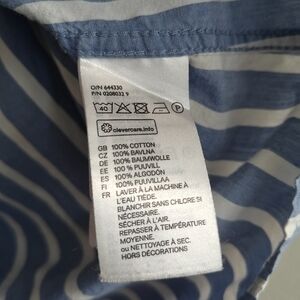 O/N 644330
P/N 0208032 9
40 P
clevercare.info
GB 100% COTTON
CZ 100% BAVLNA
DE 100% BAUMWOLLE
EE 100% PUUVILL
ES 100% ALGODÓN
FI 100% PUUVILLAA
FR LAVER À LA MACHINE À
L'EAU TIÈDE.
BLANCHIR SANS CHLORE SI
NÉCESSAIRE.
SÉCHER À L'AIR.
REPASSER À TEMPÉRATURE
MOYENNE.
OU NETTOYAGE À SEC.
HORS DÉCORATIONS